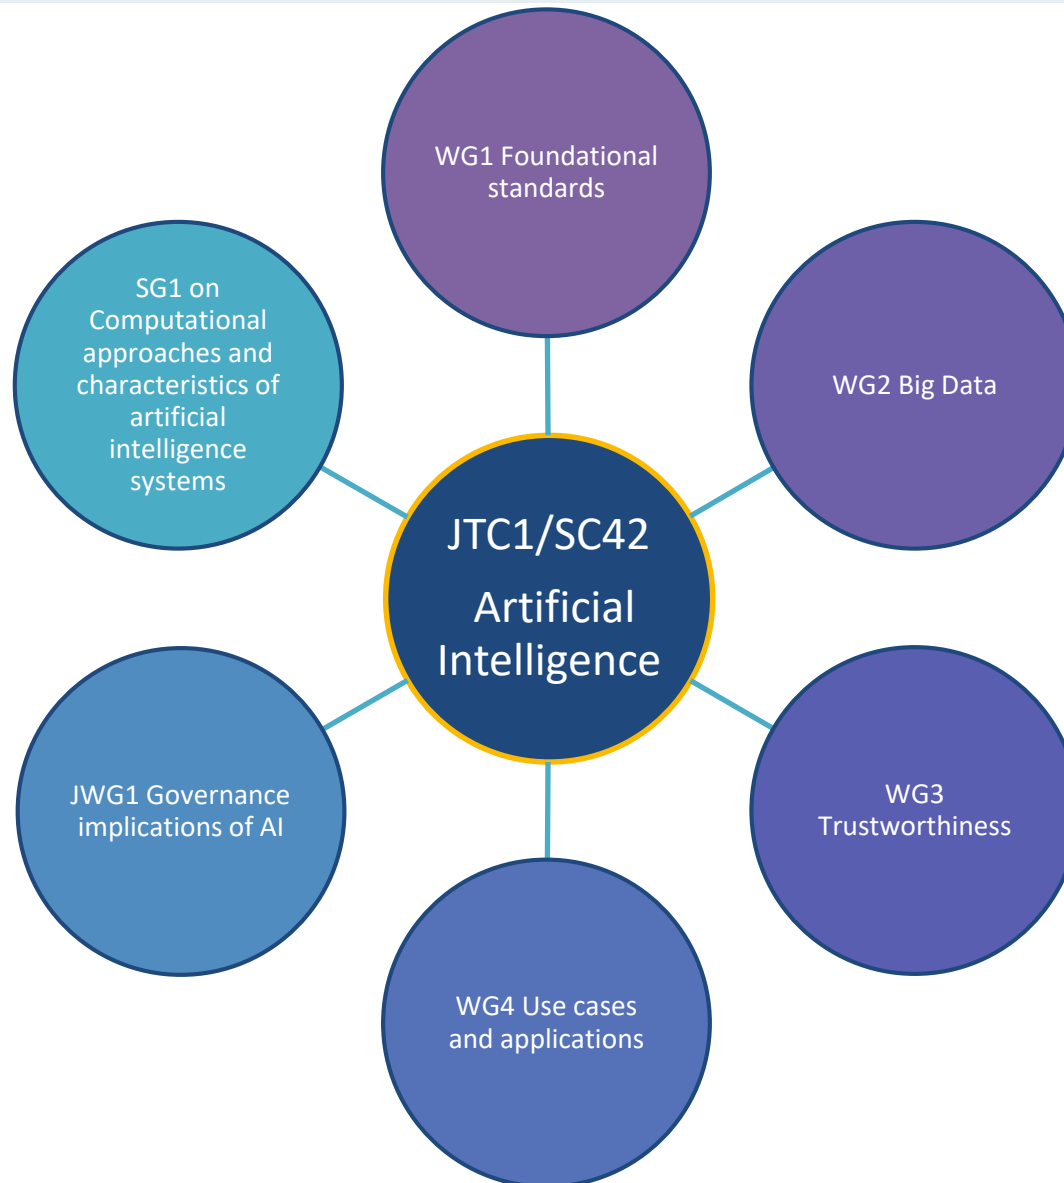 WG1 Foundational
standards
SG1 on
Computational
approaches and
characteristics of
artificial
intelligence
systems
WG2 Big Data
JTC1/SC42
Artificial
Intelligence
JWG1 Governance
implications of AI
WG3
Trustworthiness
WG4 Use cases
and applications